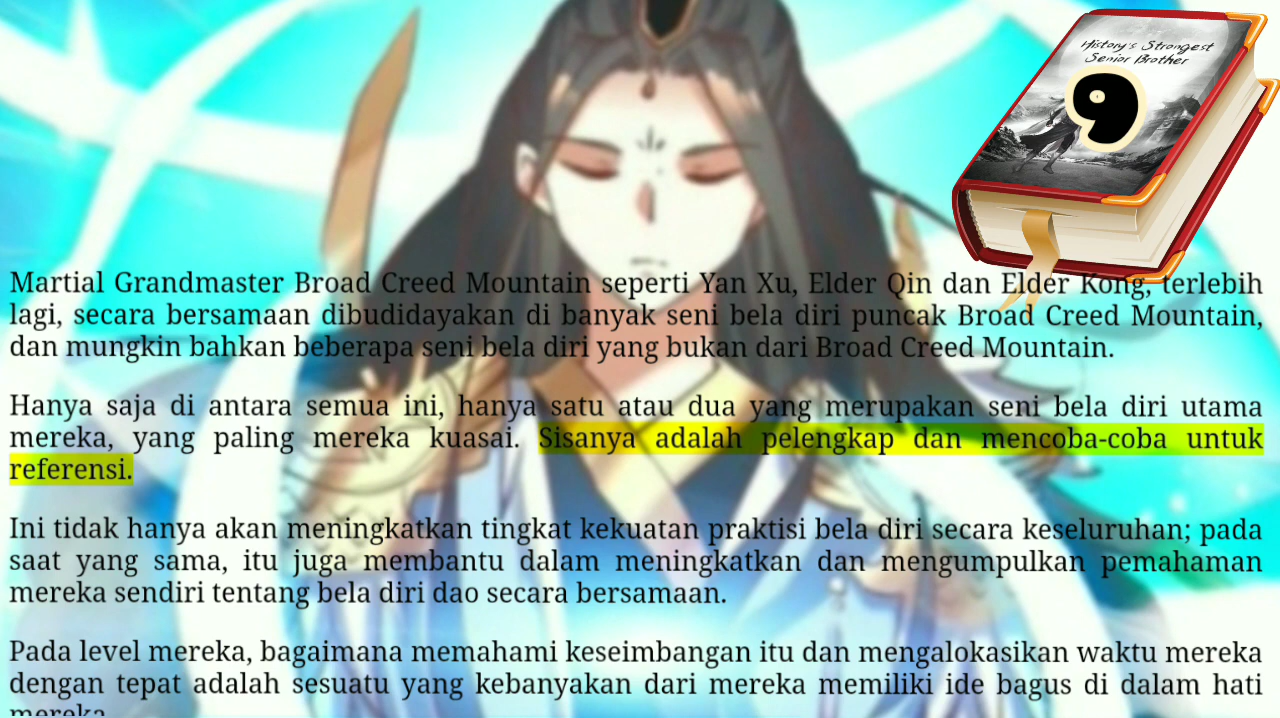 History's Strongest
Senior Brother
9
Martial Grandmaster Broad Creed Mountain seperti Yan Xu, Elder Qin dan Elder Kong, terlebih
lagi, secara bersamaan dibudidayakan di banyak seni bela diri puncak Broad Creed Mountain,
dan mungkin bahkan beberapa seni bela diri yang bukan dari Broad Creed Mountain.
Hanya saja di antara semua ini, hanya satu atau dua yang merupakan seni bela diri utama
mereka, yang paling mereka kuasai. Sisanya adalah pelengkap dan mencoba-coba untuk
referensi.
Ini tidak hanya akan meningkatkan tingkat kekuatan praktisi bela diri secara keseluruhan; pada
saat yang sama, itu juga membantu dalam meningkatkan dan mengumpulkan pemahaman
mereka sendiri tentang bela diri dao secara bersamaan.
Pada level mereka, bagaimana memahami keseimbangan itu dan mengalokasikan waktu mereka
dengan tepat adalah sesuatu yang kebanyakan dari mereka memiliki ide bagus di dalam hati
mereka.